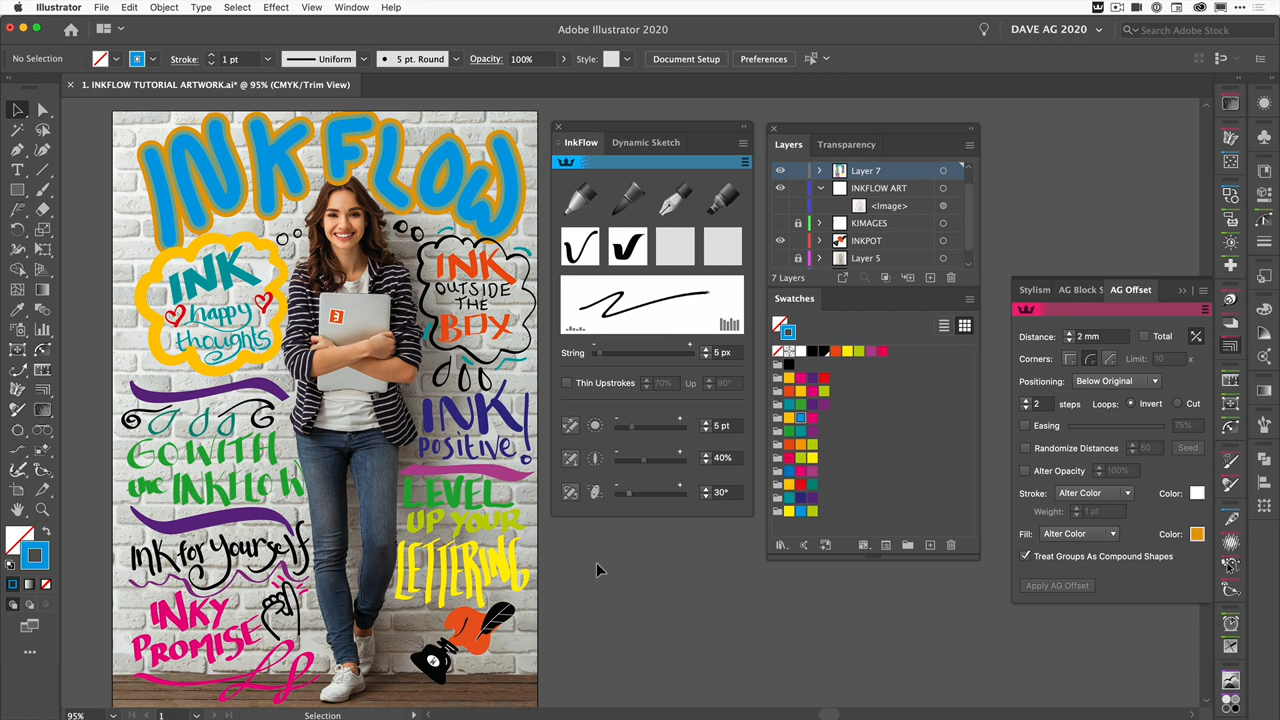 Illustrator File Edit Object Type Select Effect View Window Help
Adobe Illustrator 2020
DAVE AG 2020
Search Adobe Stock
No Selection
Stroke: 1 pt
Uniform
5 pt. Round
Opacity: 100%
Style:
Document Setup
Preferences
1. INKFLOW TUTORIAL ARTWORK.ai* @ 95% (CMYK/Trim View)
INKFLOW
INK
happy
thoughts
INK
OUTSIDE
THE
BOX
INK
POSITIVE!
GO WITH
the INKFLOW
LEVEL
UP YOUR
LETTERING
INK for yourself
INKY
PROMISE
InkFlow Dynamic Sketch
String - + 5 px
Thin Upstrokes 70% Up 90°
- + 5 pt
- + 40%
- + 30°
Layers Transparency
Layer 7
INKFLOW ART
<Image>
KIMAGES
INKPOT
Layer 5
7 Layers
Swatches
Stylism AG Block S AG Offset
Distance: 2 mm Total
Corners: Limit: 10 x
Positioning: Below Original
2 steps Loops: Invert Cut
Easing 75%
Randomize Distances 50 Seed
Alter Opacity 100%
Stroke: Alter Color Color:
Weight: 1 pt
Fill: Alter Color Color:
Treat Groups As Compound Shapes
Apply AG Offset
95% 1 Selection